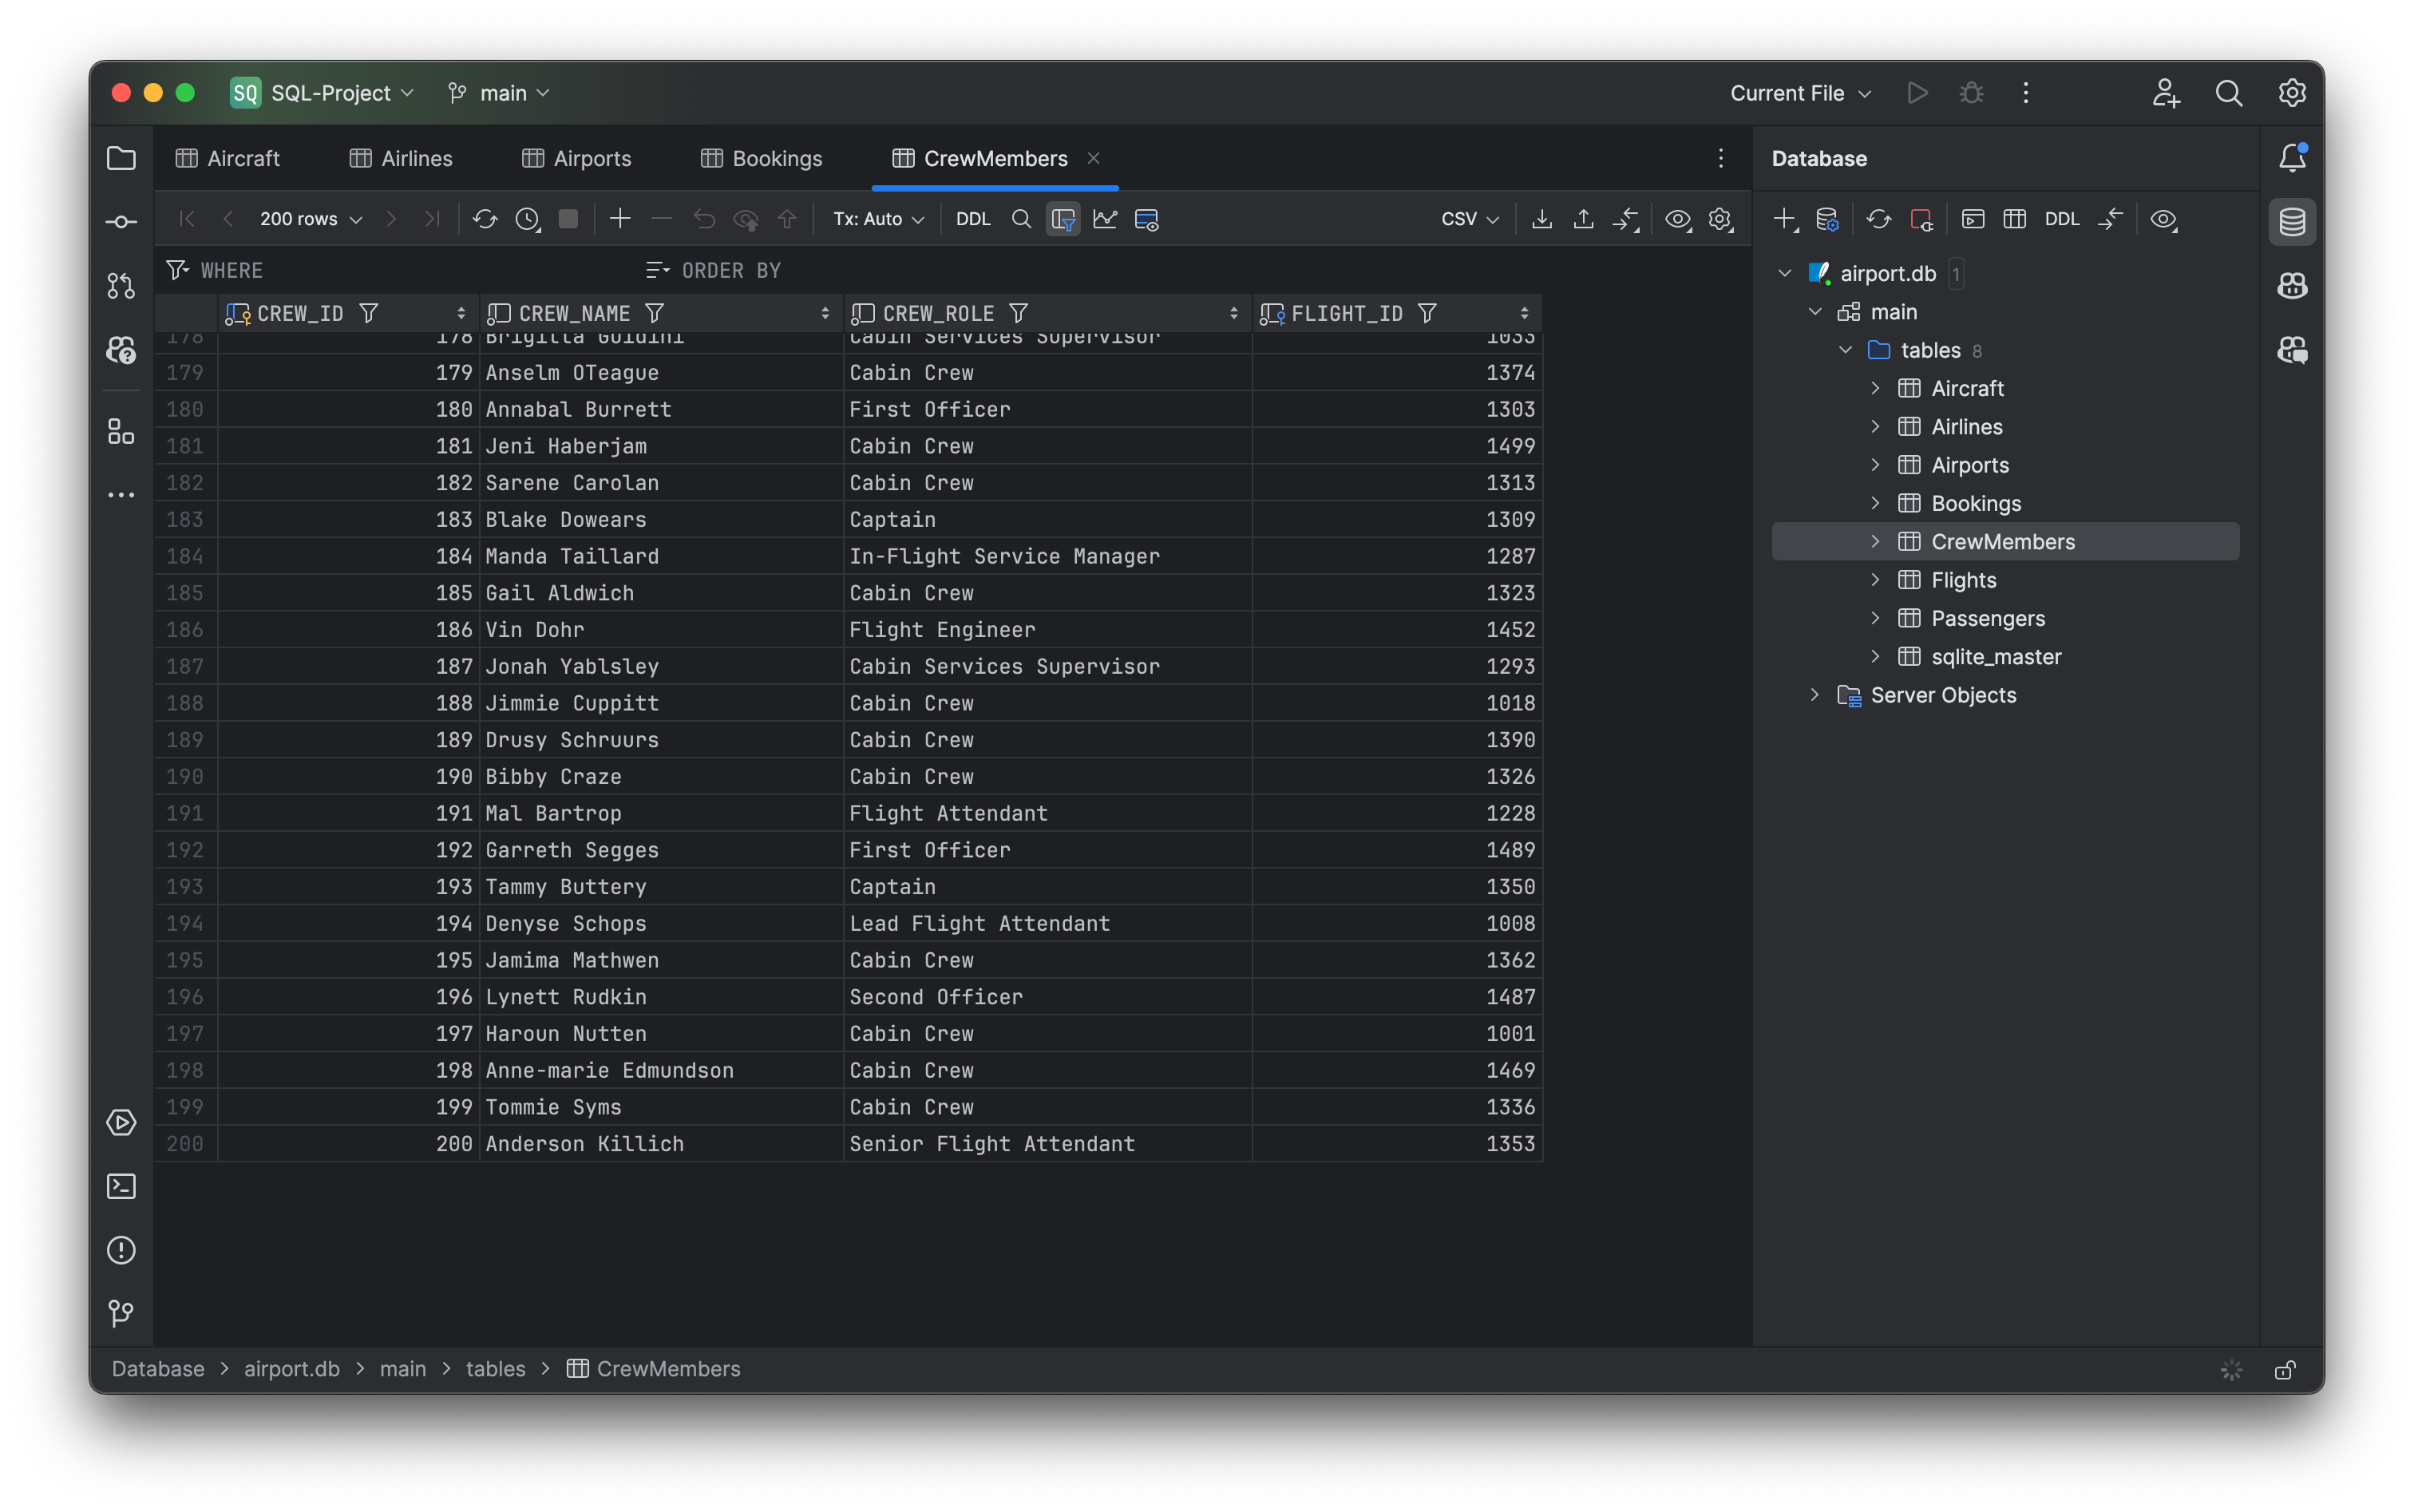 SQ SQL-Project main Current File
Aircraft Airlines Airports Bookings CrewMembers Database
200 rows Tx: Auto DDL CSV DDL
WHERE ORDER BY
CREW_ID CREW_NAME CREW_ROLE FLIGHT_ID
178 178 Brigitta Guidini Cabin Services Supervisor 1033
179 179 Anselm OTeague Cabin Crew 1374
180 180 Annabal Burrett First Officer 1303
181 181 Jeni Haberjam Cabin Crew 1499
182 182 Sarene Carolan Cabin Crew 1313
183 183 Blake Dowears Captain 1309
184 184 Manda Taillard In-Flight Service Manager 1287
185 185 Gail Aldwich Cabin Crew 1323
186 186 Vin Dohr Flight Engineer 1452
187 187 Jonah Yablsley Cabin Services Supervisor 1293
188 188 Jimmie Cuppitt Cabin Crew 1018
189 189 Drusy Schruurs Cabin Crew 1390
190 190 Bibby Craze Cabin Crew 1326
191 191 Mal Bartrop Flight Attendant 1228
192 192 Garreth Segges First Officer 1489
193 193 Tammy Buttery Captain 1350
194 194 Denyse Schops Lead Flight Attendant 1008
195 195 Jamima Mathwen Cabin Crew 1362
196 196 Lynett Rudkin Second Officer 1487
197 197 Haroun Nutten Cabin Crew 1001
198 198 Anne-marie Edmundson Cabin Crew 1469
199 199 Tommie Syms Cabin Crew 1336
200 200 Anderson Killich Senior Flight Attendant 1353
airport.db 1
main
tables 8
Aircraft
Airlines
Airports
Bookings
CrewMembers
Flights
Passengers
sqlite_master
Server Objects
Database > airport.db > main > tables > CrewMembers